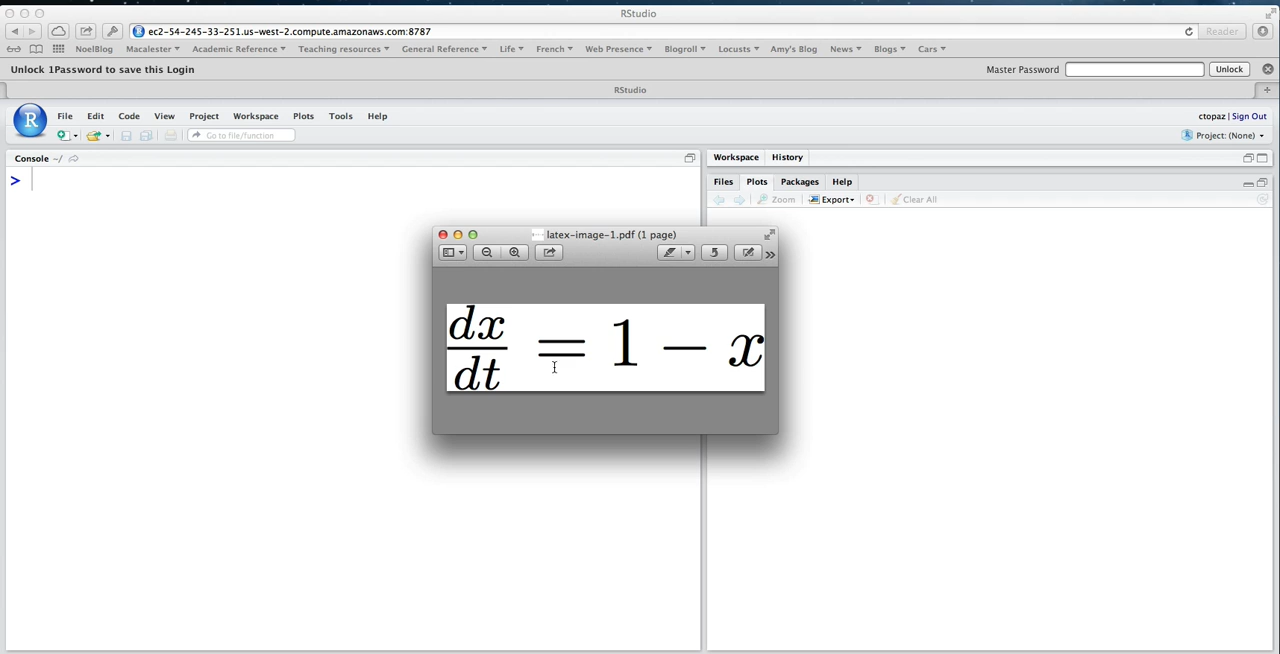 RStudio
ec2-54-245-33-251.us-west-2.compute.amazonaws.com:8787
Reader
NoelBlog Macalester Academic Reference Teaching resources General Reference Life French Web Presence Blogroll Locusts Amy's Blog News Blogs Cars
Unlock 1Password to save this Login Master Password Unlock
RStudio
R File Edit Code View Project Workspace Plots Tools Help ctopaz | Sign Out
Go to file/function Project: (None)
Console ~/ Workspace History
> Files Plots Packages Help
Zoom Export Clear All
latex-image-1.pdf (1 page)
dx/dt = 1 − x